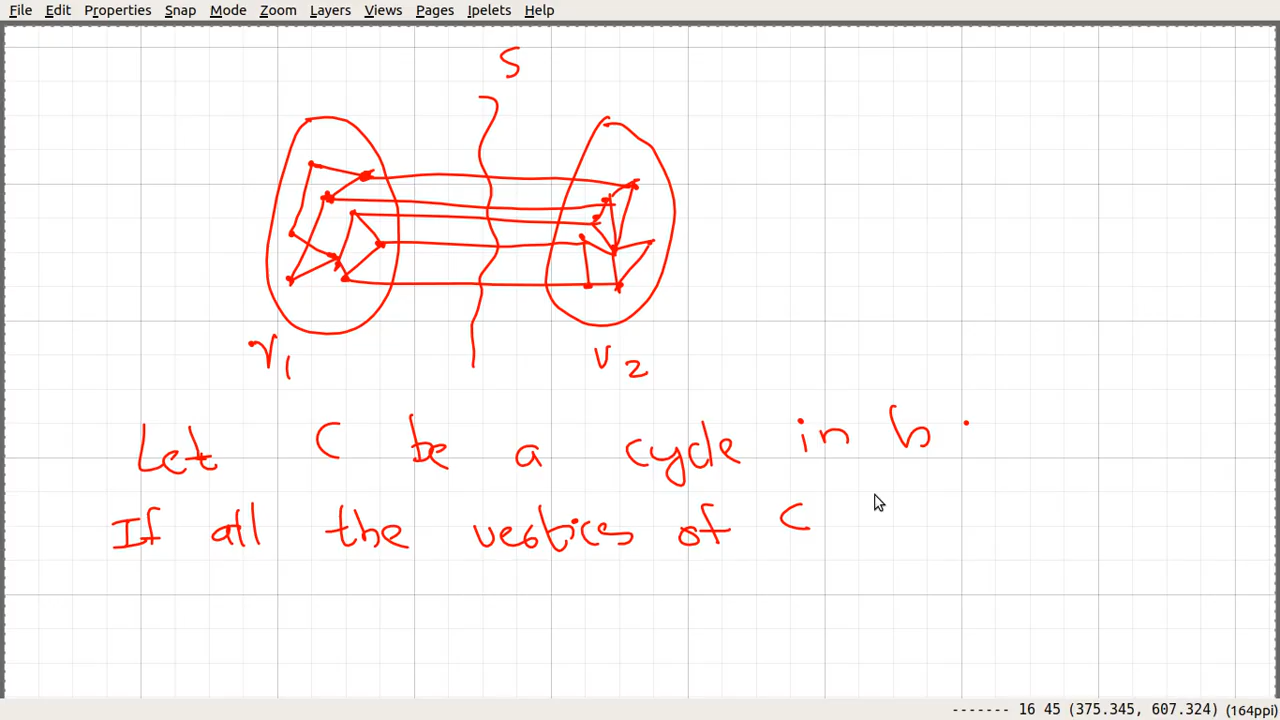 File Edit Properties Snap Mode Zoom Layers Views Pages Ipelets Help
S
V1 V2
Let C be a cycle in G.
If all the vertices of C
------- 16 45 (375.345, 607.324) (164ppi)